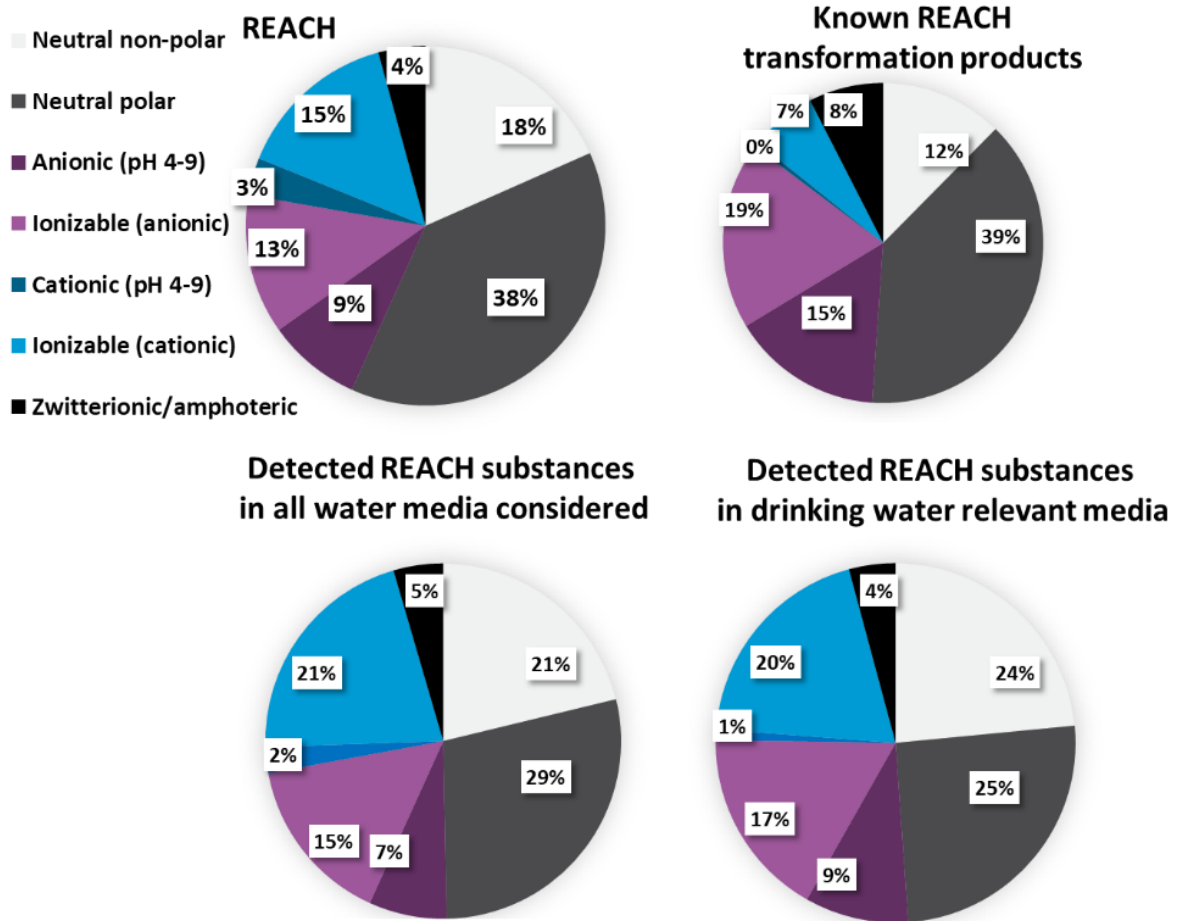 REACH
Neutral non-polar
Neutral polar
Anionic (pH 4-9)
Ionizable (anionic)
Cationic (pH 4-9)
Ionizable (cationic)
Zwitterionic/amphoteric
4%
18%
15%
3%
13%
9%
38%
Known REACH
transformation products
8%
7%
12%
0%
19%
39%
15%
Detected REACH substances
in all water media considered
5%
21%
21%
2%
29%
15%
7%
Detected REACH substances
in drinking water relevant media
4%
24%
20%
1%
25%
17%
9%